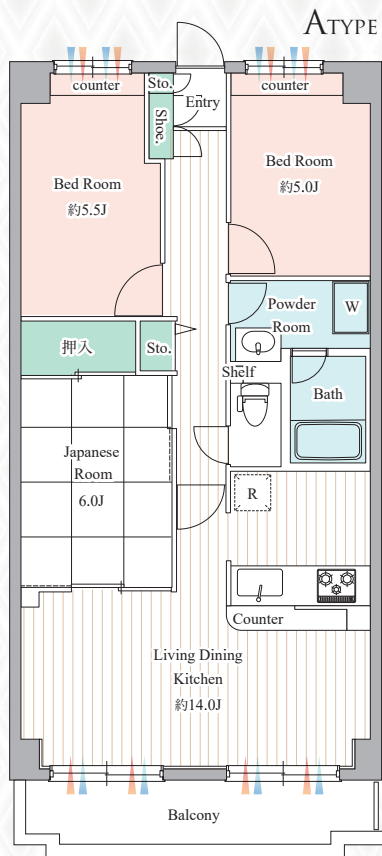 A TYPE
counter
Sto.
counter
Entry
Shoe.
Bed Room
約5.5J
Bed Room
約5.0J
Powder
Room
W
押入
Sto.
Shelf
Bath
Japanese
Room
6.0J
R
Counter
Living Dining
Kitchen
約14.0J
Balcony